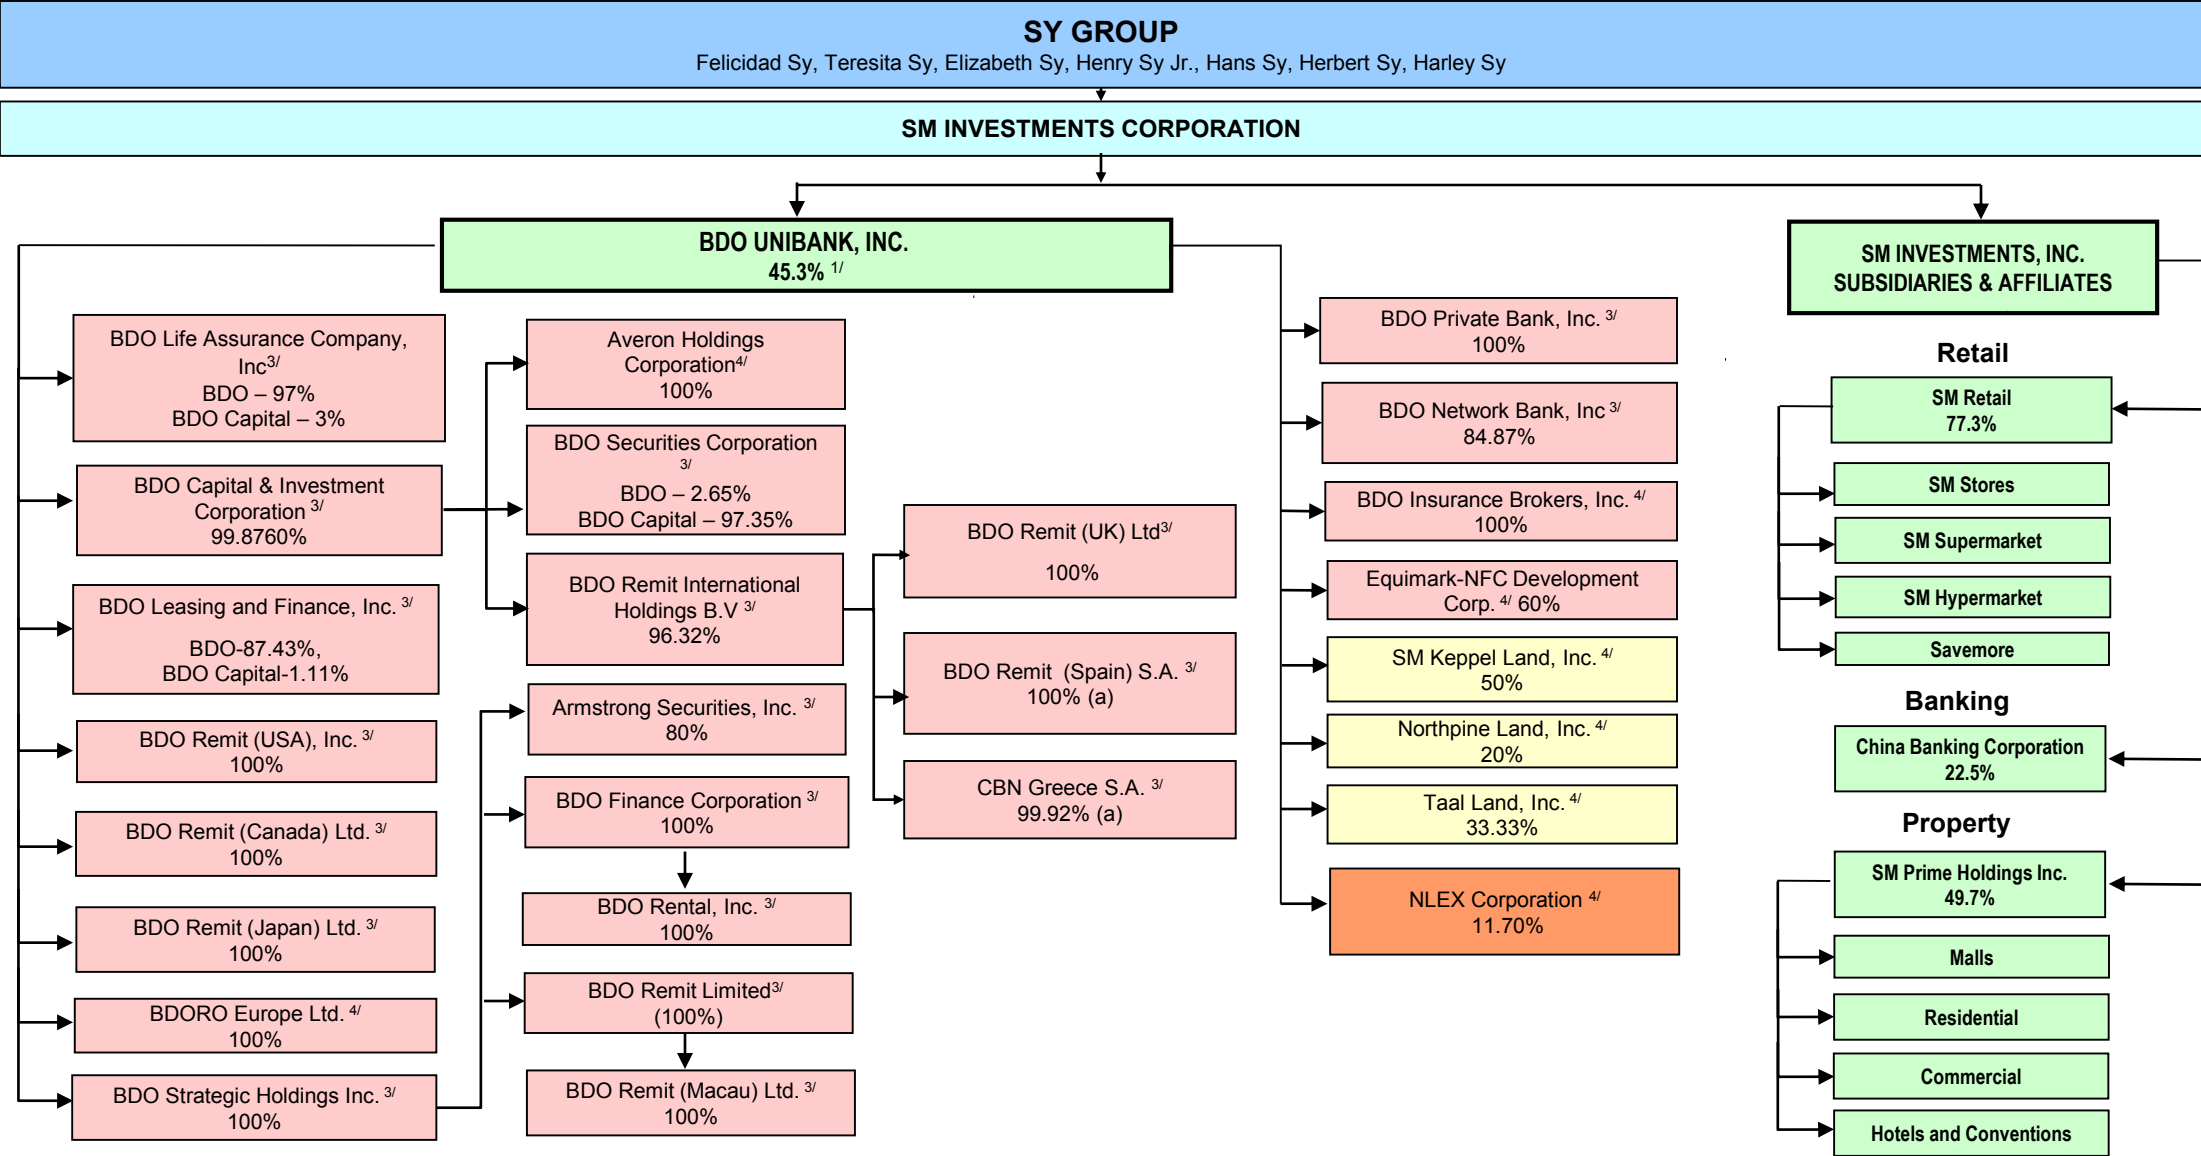 SY GROUP
Felicidad Sy, Teresita Sy, Elizabeth Sy, Henry Sy Jr., Hans Sy, Herbert Sy, Harley Sy
SM INVESTMENTS CORPORATION
BDO UNIBANK, INC.
45.3% 1/
SM INVESTMENTS, INC.
SUBSIDIARIES & AFFILIATES
BDO Life Assurance Company,
Inc3/
BDO – 97%
BDO Capital – 3%
BDO Capital & Investment
Corporation 3/
99.8760%
BDO Leasing and Finance, Inc. 3/
BDO-87.43%,
BDO Capital-1.11%
BDO Remit (USA), Inc. 3/
100%
BDO Remit (Canada) Ltd. 3/
100%
BDO Remit (Japan) Ltd. 3/
100%
BDORO Europe Ltd. 4/
100%
BDO Strategic Holdings Inc. 3/
100%
Averon Holdings
Corporation4/
100%
BDO Securities Corporation
3/
BDO – 2.65%
BDO Capital – 97.35%
BDO Remit International
Holdings B.V 3/
96.32%
Armstrong Securities, Inc. 3/
80%
BDO Finance Corporation 3/
100%
BDO Rental, Inc. 3/
100%
BDO Remit Limited3/
(100%)
BDO Remit (Macau) Ltd. 3/
100%
BDO Remit (UK) Ltd3/
100%
BDO Remit (Spain) S.A. 3/
100% (a)
CBN Greece S.A. 3/
99.92% (a)
BDO Private Bank, Inc. 3/
100%
BDO Network Bank, Inc 3/
84.87%
BDO Insurance Brokers, Inc. 4/
100%
Equimark-NFC Development
Corp. 4/ 60%
SM Keppel Land, Inc. 4/
50%
Northpine Land, Inc. 4/
20%
Taal Land, Inc. 4/
33.33%
NLEX Corporation 4/
11.70%
Retail
SM Retail
77.3%
SM Stores
SM Supermarket
SM Hypermarket
Savemore
Banking
China Banking Corporation
22.5%
Property
SM Prime Holdings Inc.
49.7%
Malls
Residential
Commercial
Hotels and Conventions